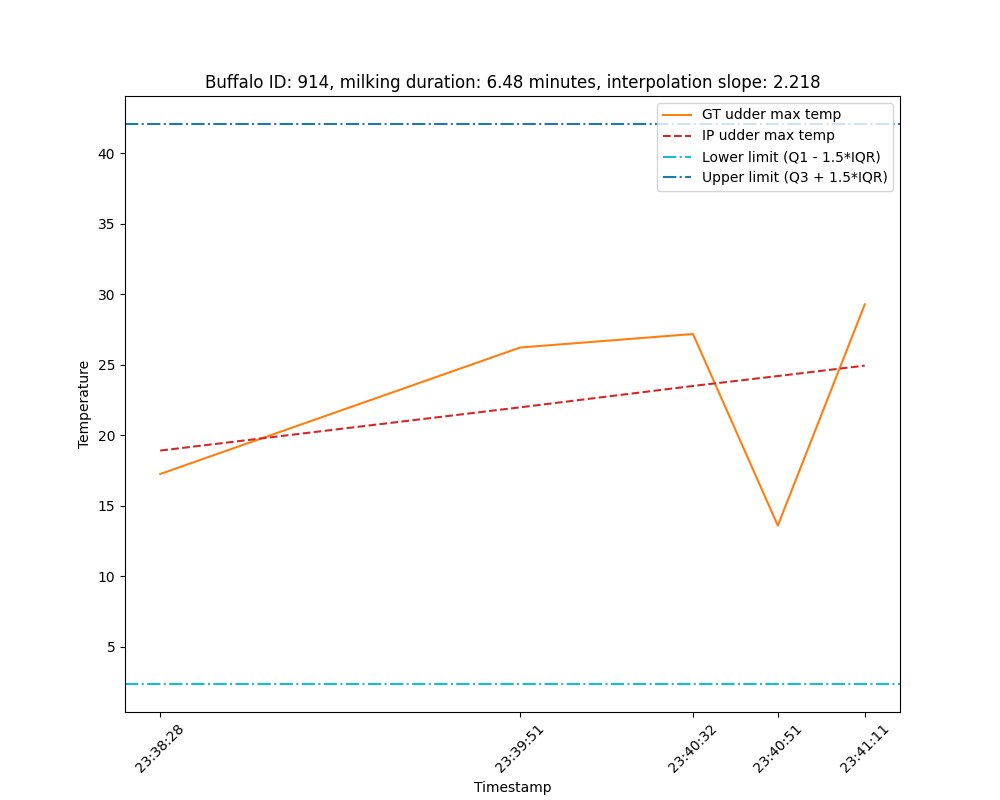 Buffalo ID: 914, milking duration: 6.48 minutes, interpolation slope: 2.218
GT udder max temp
IP udder max temp
Lower limit (Q1 - 1.5*IQR)
Upper limit (Q3 + 1.5*IQR)
40
35
30
25
20
15
10
5
Temperature
23:38:28
23:39:51
23:40:32
23:40:51
23:41:11
Timestamp